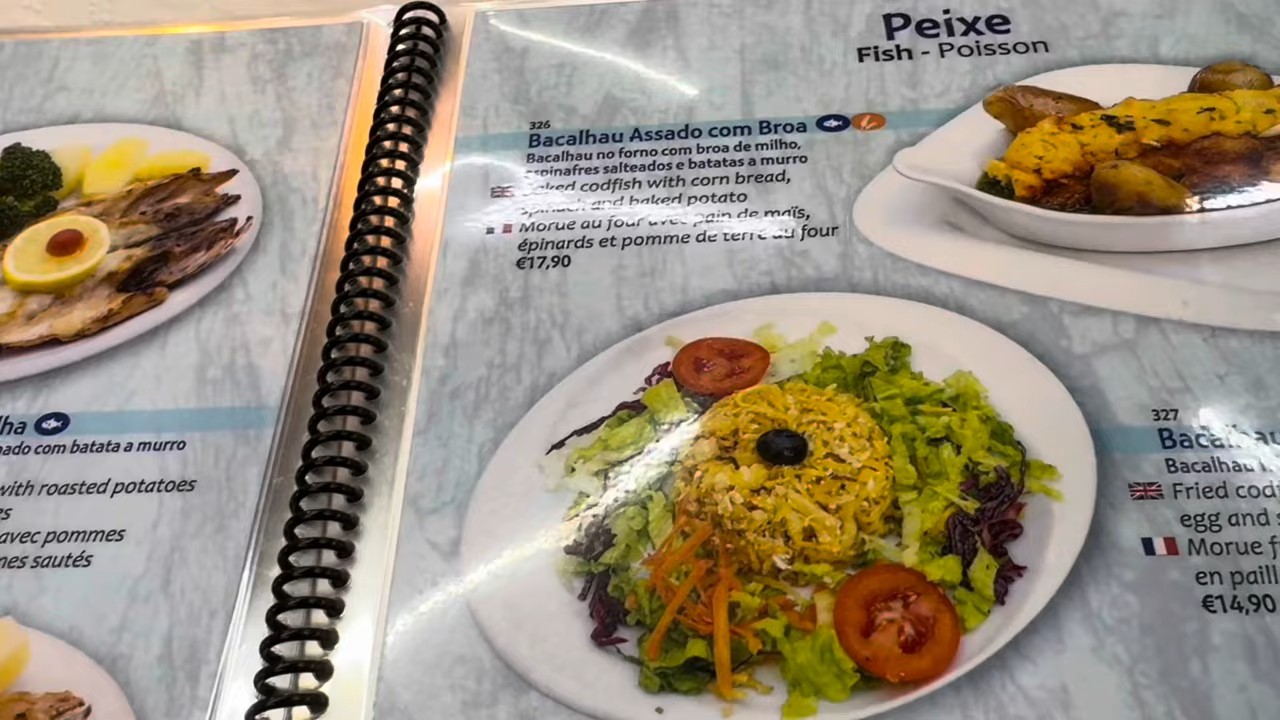 Peixe
Fish - Poisson
326
Bacalhau Assado com Broa
Bacalhau no forno com broa de milho,
espinafres salteados e batatas a murro
Baked codfish with corn bread,
spinach and baked potato
Morue au four avec pain de maïs,
épinards et pomme de terre au four
€17,90
lha
ado com batata a murro
with roasted potatoes
avec pommes
sautés
327
Bacalhau
Bacalhau
Fried cod
egg and
Morue f
en paill
€14,90